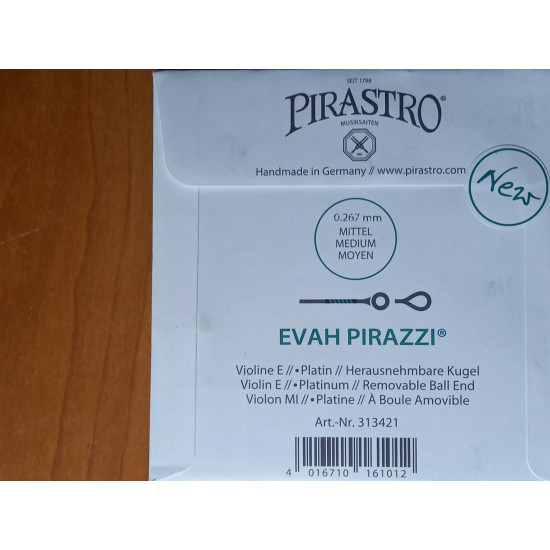 SEIT 1798
PIRASTRO
MUSIKSAITEN
Handmade in Germany // www.pirastro.com
New
0.267 mm
MITTEL
MEDIUM
MOYEN
EVAH PIRAZZI®
Violine E // • Platin // Herausnehmbare Kugel
Violin E // • Platinum // Removable Ball End
Violon MI // • Platine // À Boule Amovible
Art.-Nr. 313421
4 016710 161012